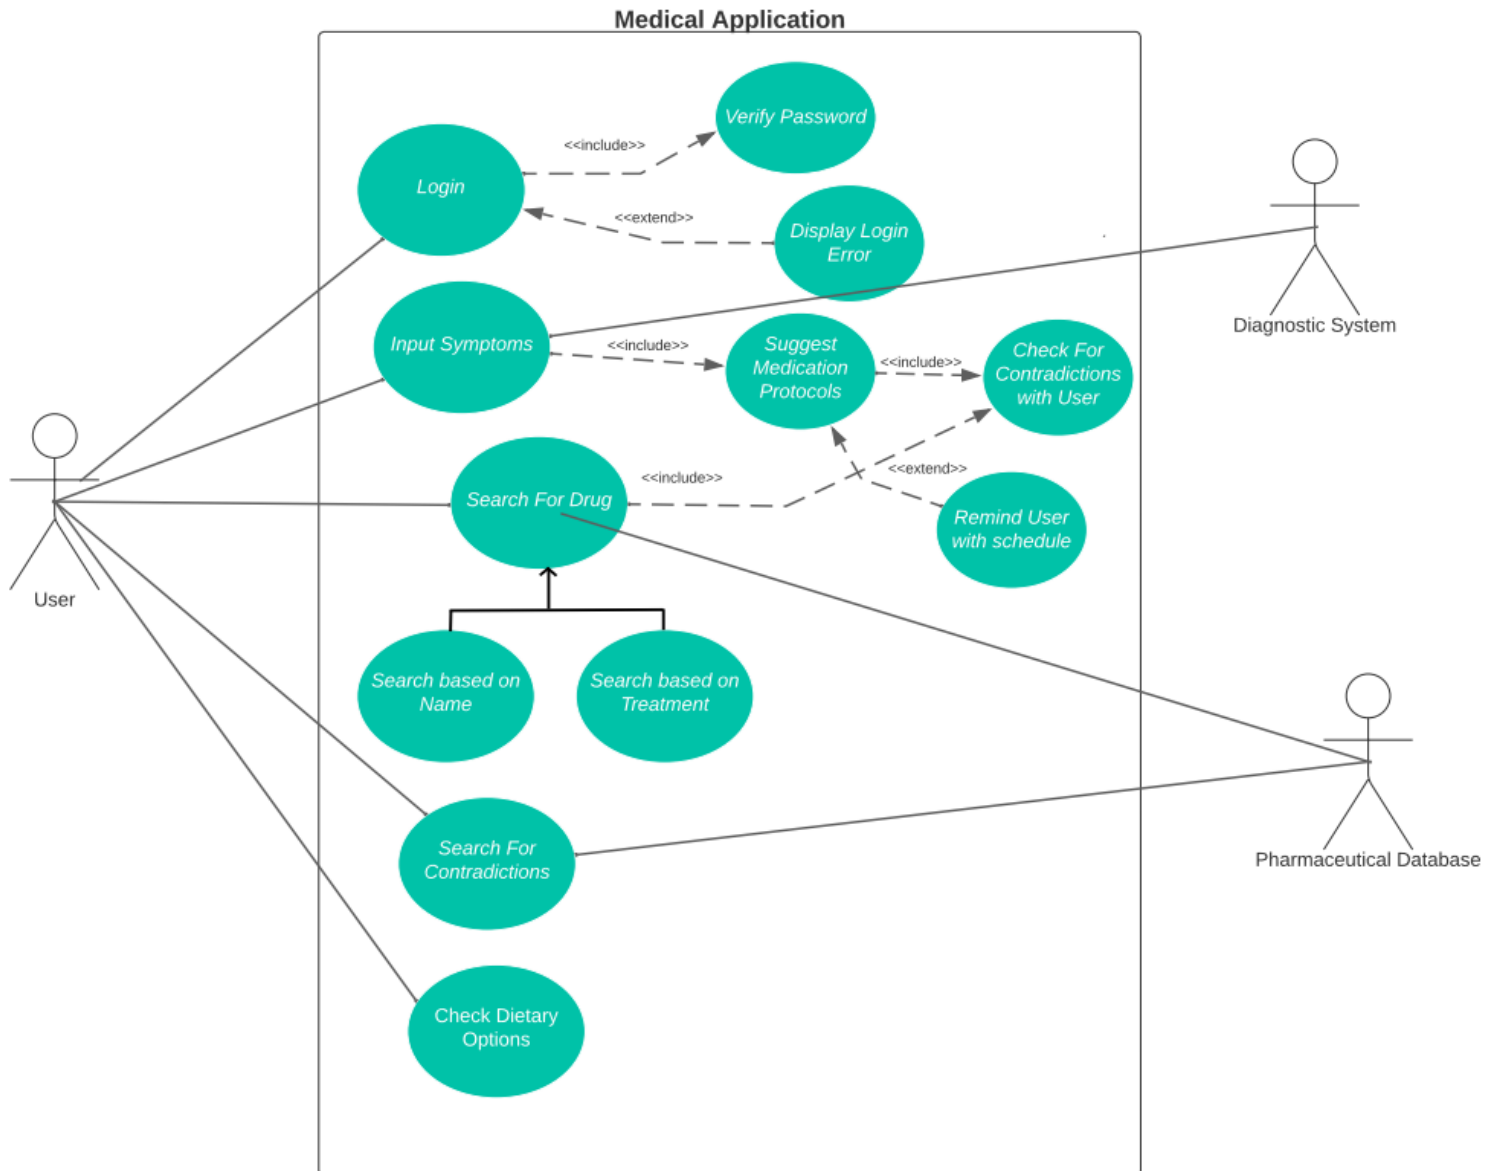 Medical Application
Verify Password
<<include>>
Login
<<extend>>
Display Login
Error
Diagnostic System
Input Symptoms
<<include>>
Suggest
Medication
Protocols
<<include>>
Check For
Contradictions
with User
Search For Drug
<<include>>
<<extend>>
Remind User
with schedule
User
Search based on
Name
Search based on
Treatment
Search For
Contradictions
Pharmaceutical Database
Check Dietary
Options